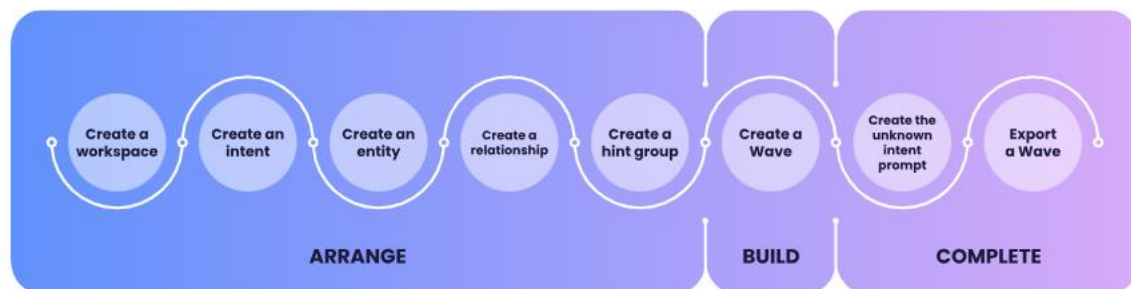 Create a
workspace
Create an
intent
Create an
entity
Create a
relationship
Create a
hint group
Create a
Wave
Create the
unknown
intent
prompt
Export
a Wave
ARRANGE
BUILD
COMPLETE